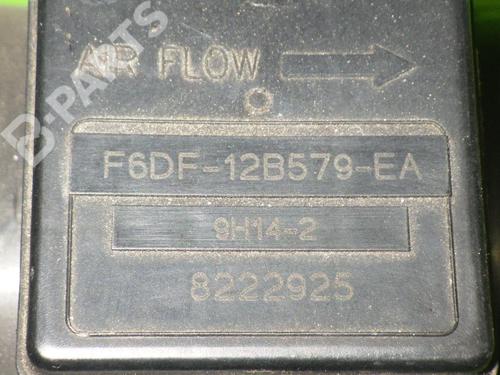 AIR FLOW
B-PARTS
F6DF-12B579-EA
9H14-2
8222925